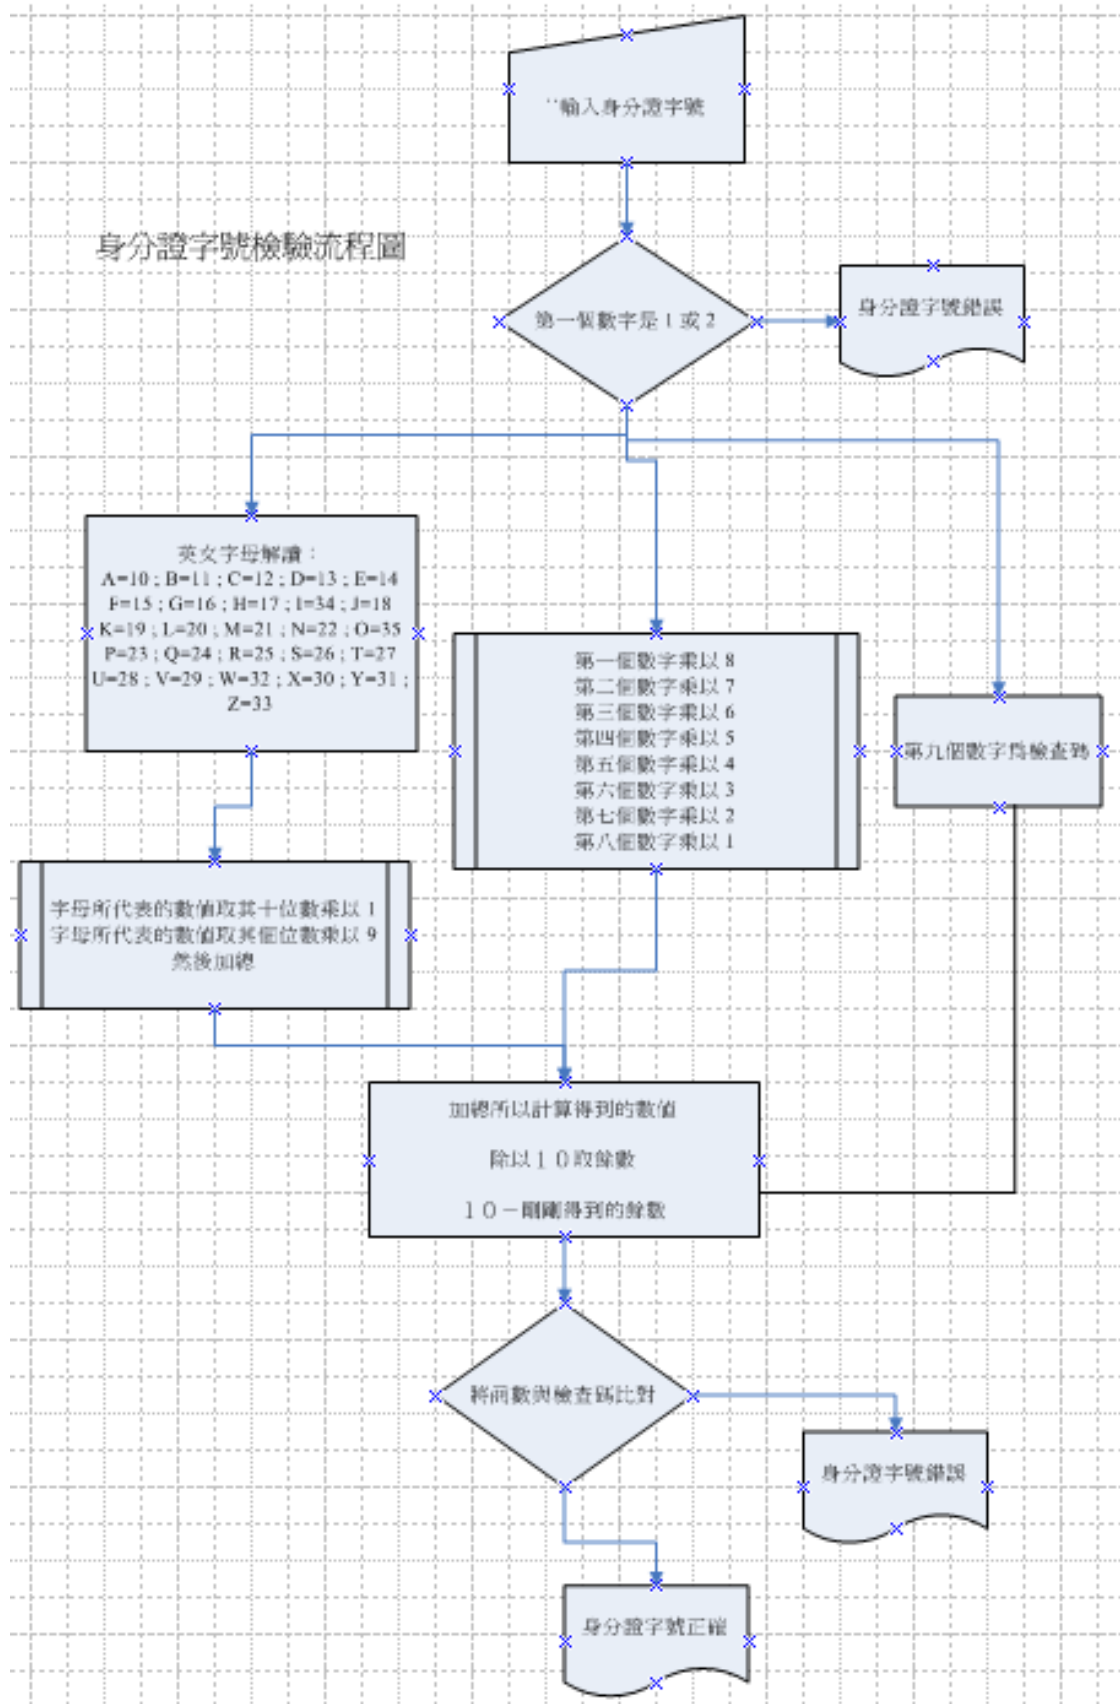 ``輸入身分證字號
身分證字號檢驗流程圖
第一個數字是 1 或 2
身分證字號錯誤
英文字母解讀：
A=10 ; B=11 ; C=12 ; D=13 ; E=14
F=15 ; G=16 ; H=17 ; I=34 ; J=18
K=19 ; L=20 ; M=21 ; N=22 ; O=35
P=23 ; Q=24 ; R=25 ; S=26 ; T=27
U=28 ; V=29 ; W=32 ; X=30 ; Y=31 ;
Z=33
第一個數字乘以 8
第二個數字乘以 7
第三個數字乘以 6
第四個數字乘以 5
第五個數字乘以 4
第六個數字乘以 3
第七個數字乘以 2
第八個數字乘以 1
第九個數字為檢查碼
字母所代表的數值取其十位數乘以 1
字母所代表的數值取其個位數乘以 9
然後加總
加總所以計算得到的數值
除以１０取餘數
１０－剛剛得到的餘數
將兩數與檢查碼比對
身分證字號錯誤
身分證字號正確